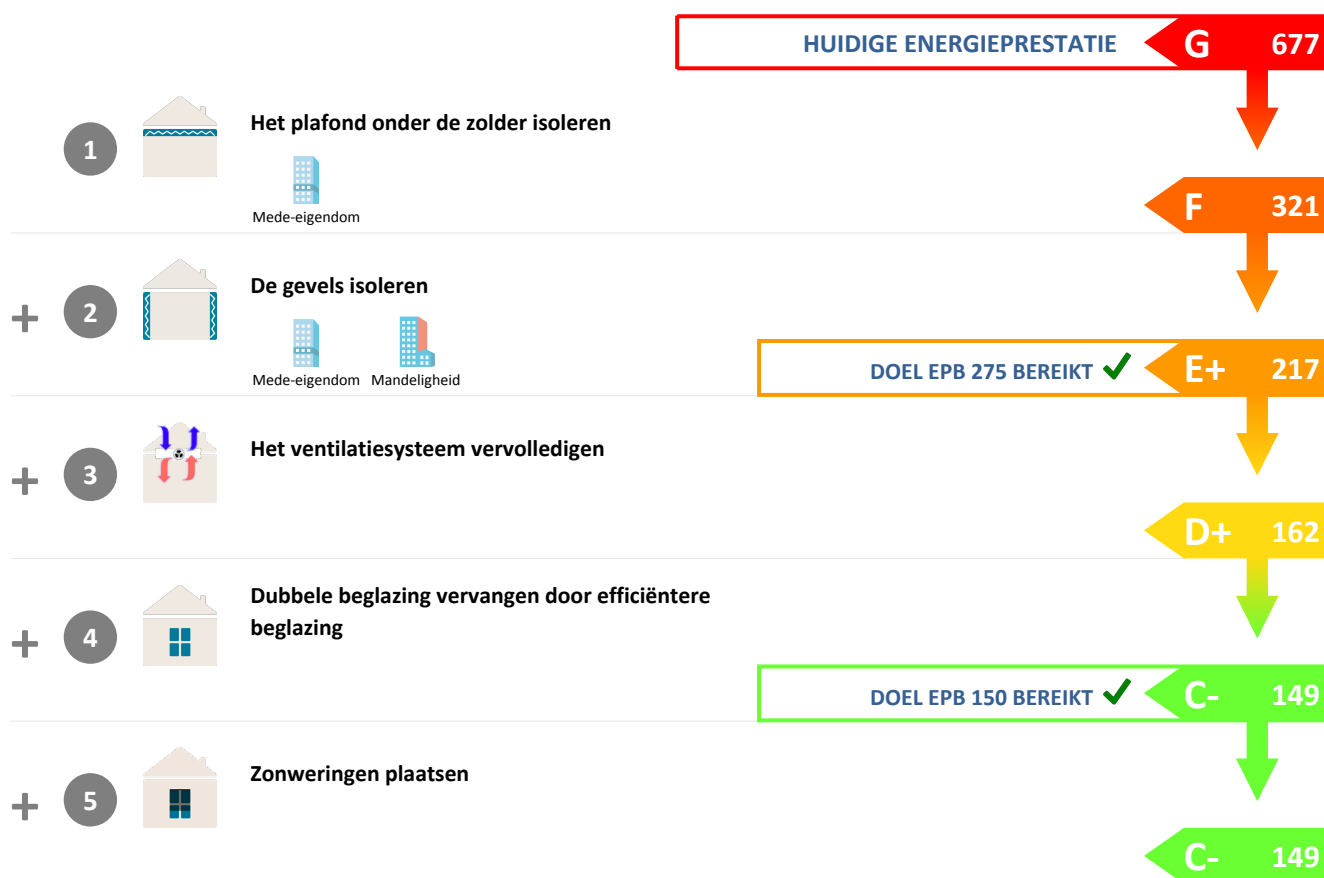 HUIDIGE ENERGIEPRESTATIE G 677
1 Het plafond onder de zolder isoleren
Mede-eigendom
F 321
+ 2 De gevels isoleren
Mede-eigendom Mandeligheid
DOEL EPB 275 BEREIKT ✔ E+ 217
+ 3 Het ventilatiesysteem vervolledigen
D+ 162
+ 4 Dubbele beglazing vervangen door efficiëntere
beglazing
DOEL EPB 150 BEREIKT ✔ C- 149
+ 5 Zonweringen plaatsen
C- 149